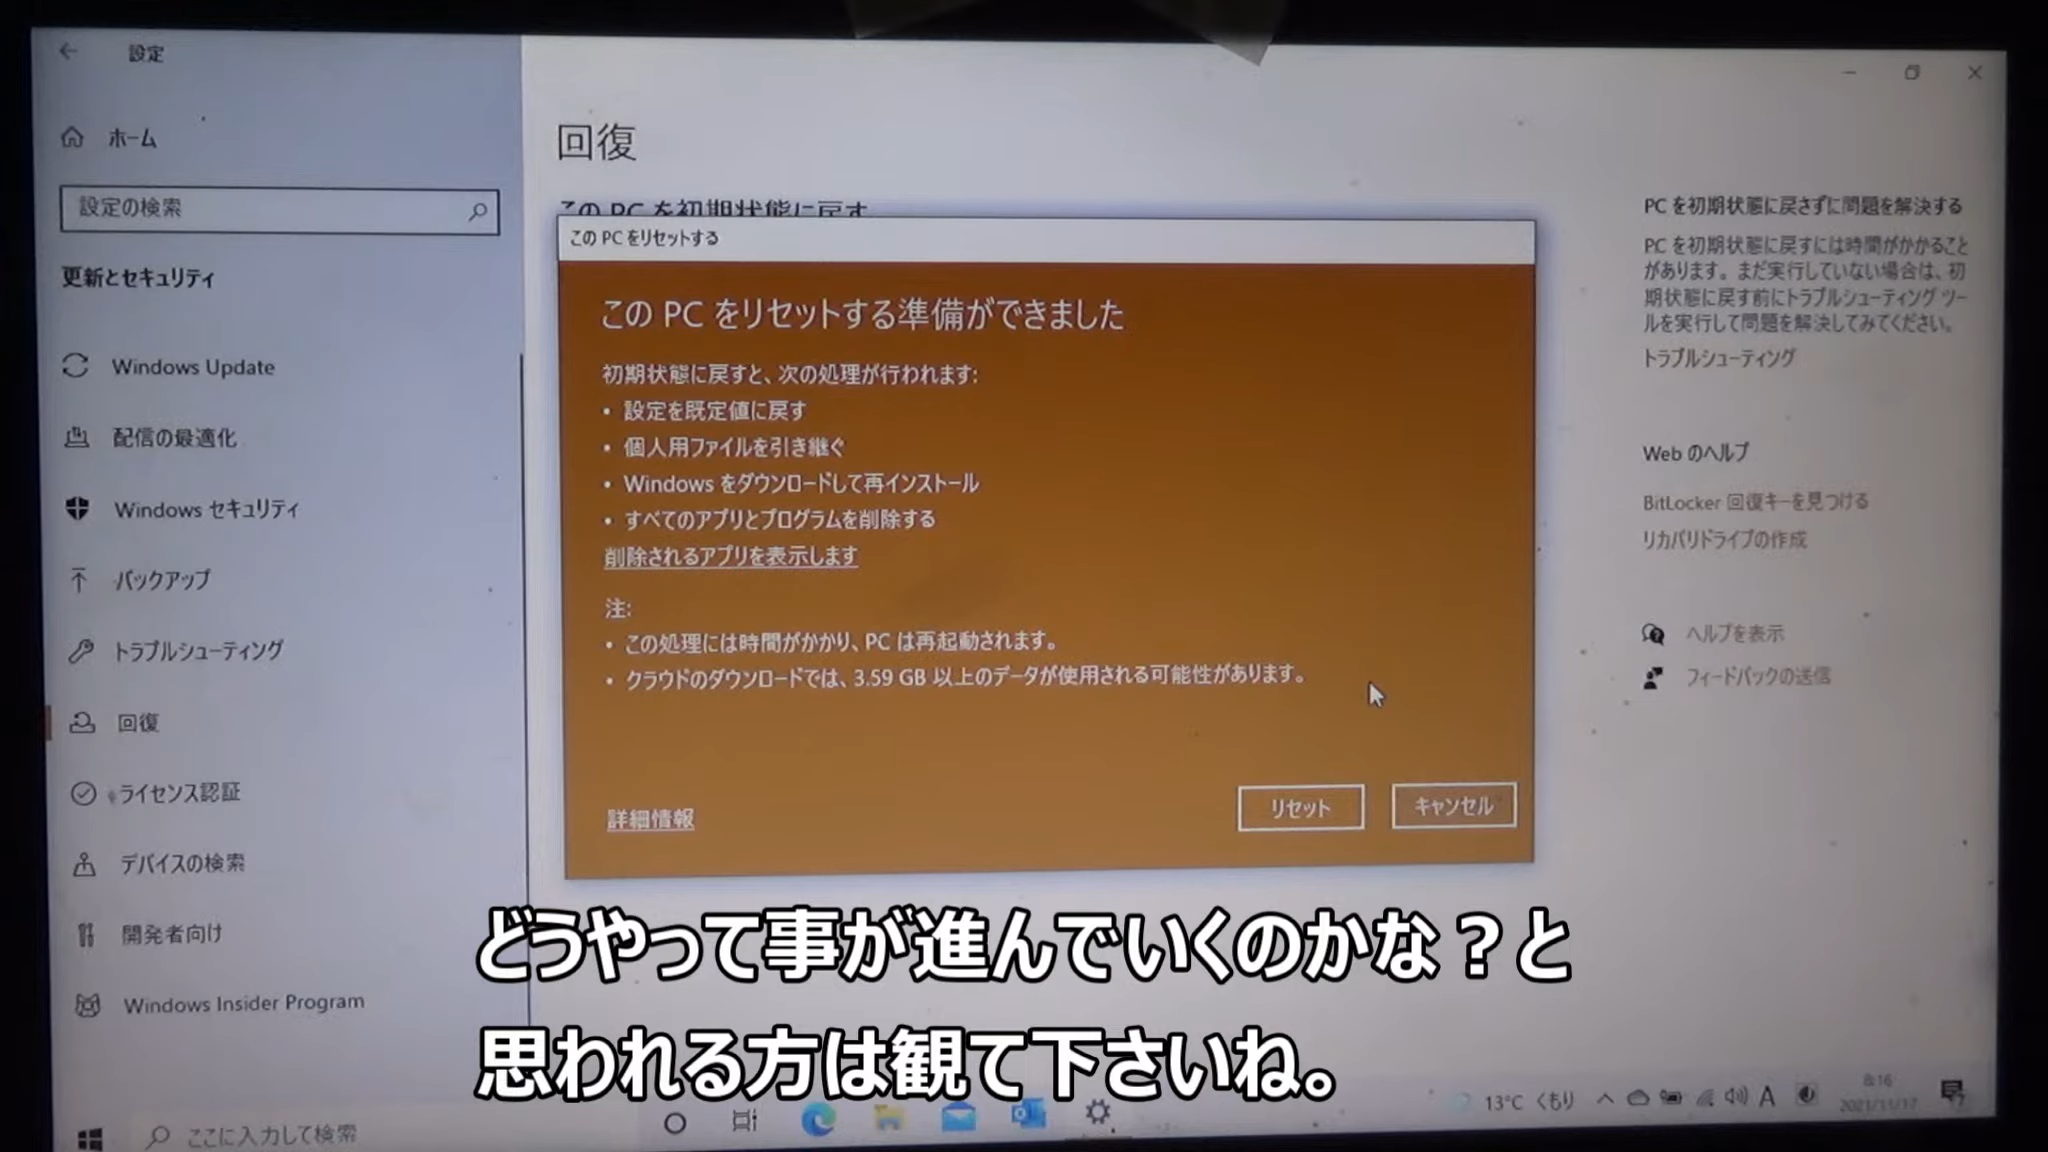 設定
ホーム
設定の検索
更新とセキュリティ
Windows Update
配信の最適化
Windows セキュリティ
バックアップ
トラブルシューティング
回復
ライセンス認証
デバイスの検索
開発者向け
Windows Insider Program
回復
この PC を初期状態に戻す
この PC をリセットする
この PC をリセットする準備ができました
初期状態に戻すと、次の処理が行われます:
• 設定を既定値に戻す
• 個人用ファイルを引き継ぐ
• Windows をダウンロードして再インストール
• すべてのアプリとプログラムを削除する
削除されるアプリを表示します
注:
• この処理には時間がかかり、PC は再起動されます。
• クラウドのダウンロードでは、3.59 GB 以上のデータが使用される可能性があります。
詳細情報
リセット
キャンセル
PC を初期状態に戻さずに問題を解決する
PC を初期状態に戻すには時間がかかること
があります。まだ実行していない場合は、初
期状態に戻す前にトラブルシューティング ツー
ルを実行して問題を解決してみてください。
トラブルシューティング
Web のヘルプ
BitLocker 回復キーを見つける
リカバリドライブの作成
ヘルプを表示
フィードバックの送信
どうやって事が進んでいくのかな？と
思われる方は観て下さいね。
ここに入力して検索
13°C くもり
A
8:16
2021/11/17